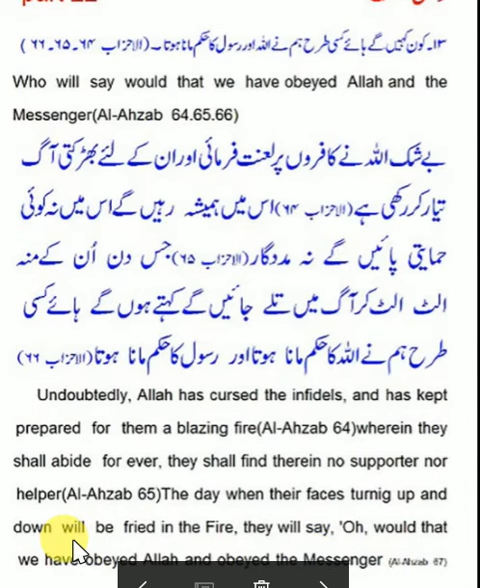 ۱۳۔کون کہیں گے ہائے کسی طرح ہم نے اللہ اور رسول کا حکم مانا ہوتا۔(الاحزاب ۶۴۔۶۵۔۶۶)
Who will say would that we have obeyed Allah and the
Messenger(Al-Ahzab 64.65.66)
بے شک اللہ نے کافروں پر لعنت فرمائی اور ان کے لئے بھڑکتی آگ
تیار کر رکھی ہے (الاحزاب ۶۴)اس میں ہمیشہ رہیں گے اس میں نہ کوئی
حمایتی پائیں گے نہ مددگار(الاحزاب ۶۵)جس دن اُن کے منہ
الٹ الٹ کر آگ میں تلے جائیں گے کہتے ہوں گے ہائے کسی
طرح ہم نے اللہ کا حکم مانا ہوتا اور رسول کا حکم مانا ہوتا(الاحزاب ۶۶)
Undoubtedly, Allah has cursed the infidels, and has kept
prepared for them a blazing fire(Al-Ahzab 64)wherein they
shall abide for ever, they shall find therein no supporter nor
helper(Al-Ahzab 65)The day when their faces turnig up and
down will be fried in the Fire, they will say, 'Oh, would that
we have obeyed Allah and obeyed the Messenger (Al-Ahzab 67)